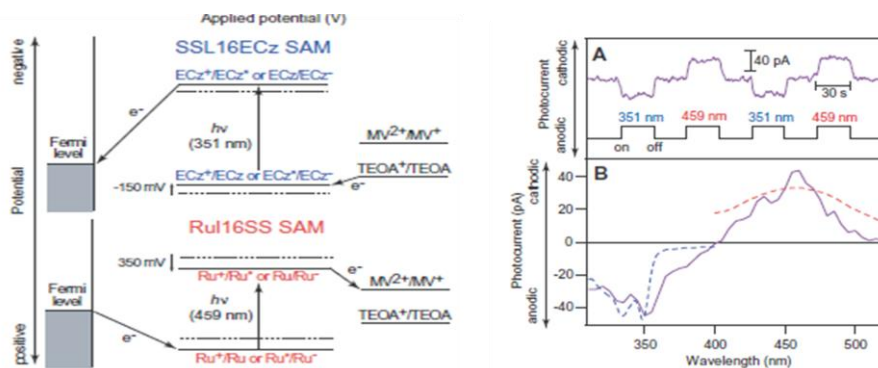 Applied potential (V)
negative
Potential
positive
SSL16ECz SAM
ECz⁺/ECz* or ECz/ECz⁻
e⁻
hν
(351 nm)
Fermi
level
MV²⁺/MV⁺
TEOA⁺/TEOA
ECz⁺/ECz or ECz*/ECz⁻
e⁻
-150 mV
RuI16SS SAM
Ru⁺/Ru* or Ru/Ru⁻
350 mV
e⁻
MV²⁺/MV⁺
hν
(459 nm)
Fermi
level
TEOA⁺/TEOA
e⁻
Ru⁺/Ru or Ru*/Ru⁻
A
Photocurrent
anodic
cathodic
40 pA
30 s
351 nm
459 nm
351 nm
459 nm
on
off
B
Photocurrent (pA)
anodic
cathodic
40
20
0
-20
-40
350
400
450
500
Wavelength (nm)